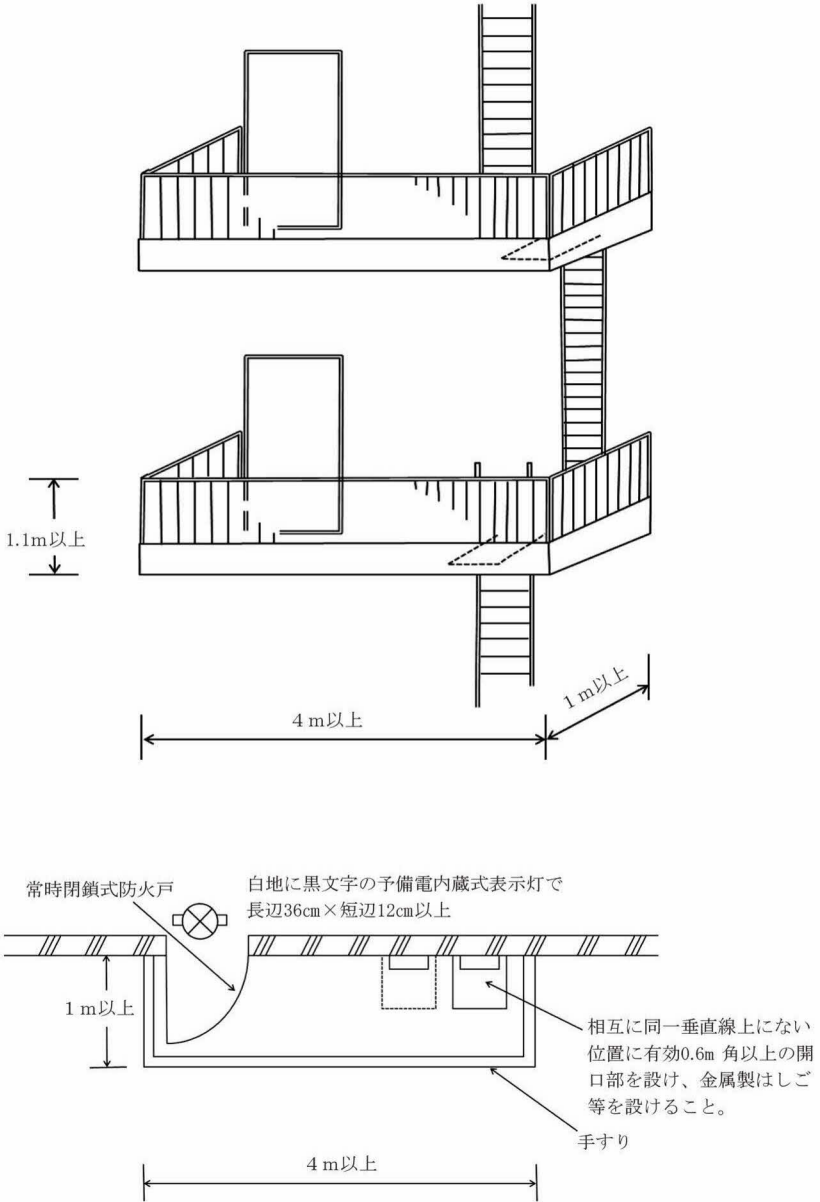 1.1m以上
1m以上
4m以上
常時閉鎖式防火戸
白地に黒文字の予備電内蔵式表示灯で
長辺36㎝×短辺12㎝以上
1m以上
相互に同一垂直線上にない
位置に有効0.6m 角以上の開
口部を設け、金属製はしご
等を設けること。
手すり
4m以上